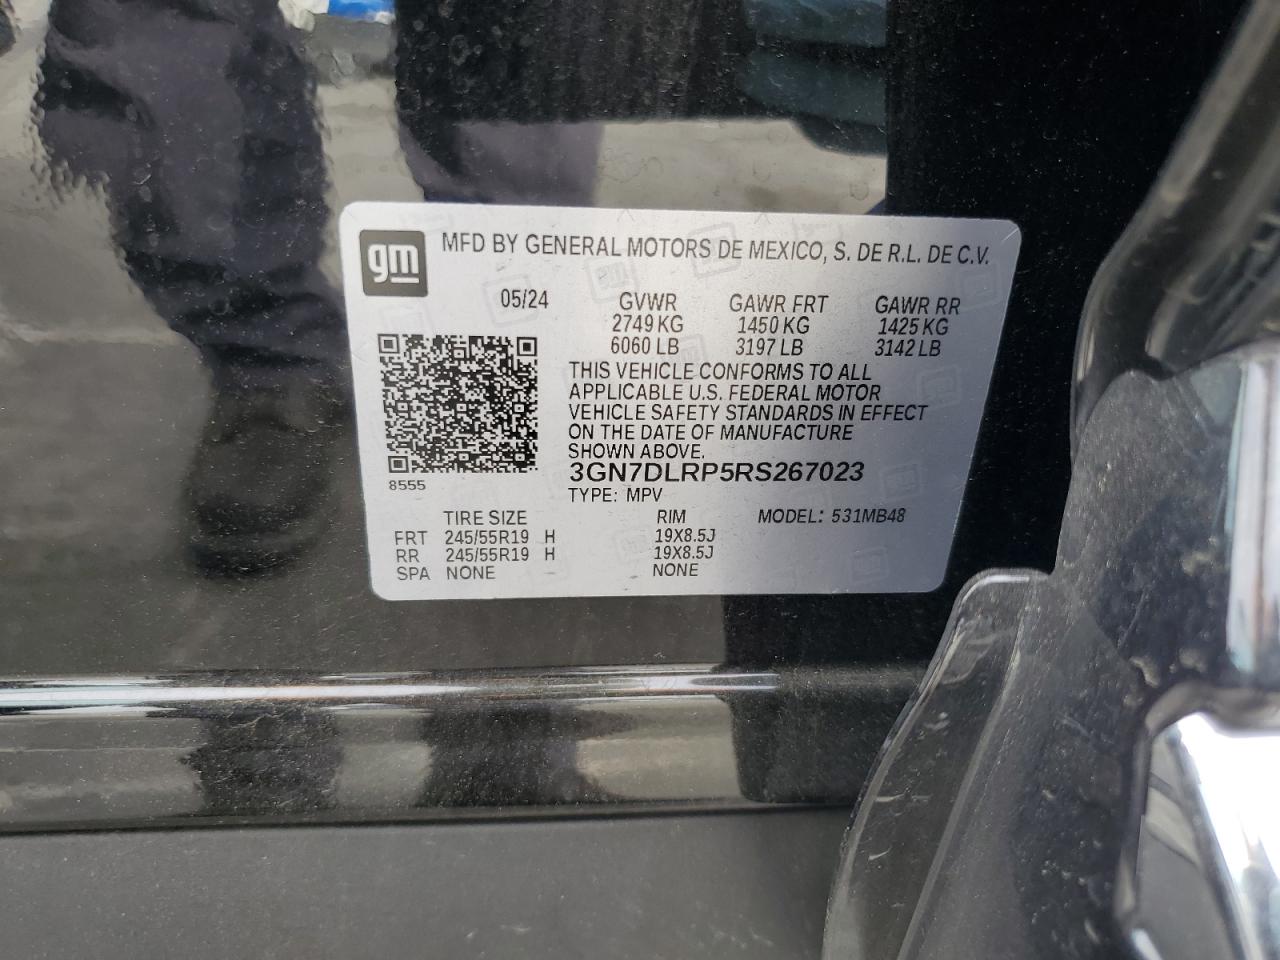 gm MFD BY GENERAL MOTORS DE MEXICO, S. DE R.L. DE C.V.
05/24 GVWR GAWR FRT GAWR RR
2749 KG 1450 KG 1425 KG
6060 LB 3197 LB 3142 LB
THIS VEHICLE CONFORMS TO ALL
APPLICABLE U.S. FEDERAL MOTOR
VEHICLE SAFETY STANDARDS IN EFFECT
ON THE DATE OF MANUFACTURE
SHOWN ABOVE.
3GN7DLRP5RS267023
8555
TYPE: MPV
TIRE SIZE RIM MODEL: 531MB48
FRT 245/55R19 H 19X8.5J
RR 245/55R19 H 19X8.5J
SPA NONE – NONE